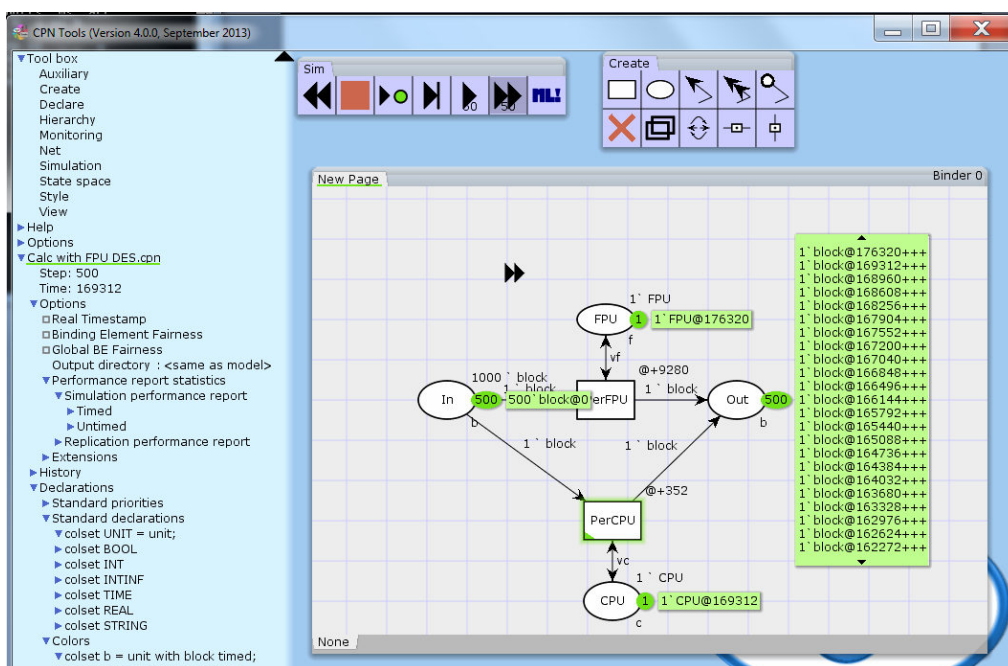 CPN Tools (Version 4.0.0, September 2013)
Tool box
Auxiliary
Create
Declare
Hierarchy
Monitoring
Net
Simulation
State space
Style
View
Help
Options
Calc with FPU DES.cpn
Step: 500
Time: 169312
Options
Real Timestamp
Binding Element Fairness
Global BE Fairness
Output directory : <same as model>
Performance report statistics
Simulation performance report
Timed
Untimed
Replication performance report
Extensions
History
Declarations
Standard priorities
Standard declarations
colset UNIT = unit;
colset BOOL
colset INT
colset INTINF
colset TIME
colset REAL
colset STRING
Colors
colset b = unit with block timed;
Sim
50
ML!
Create
New Page
Binder 0
1` FPU
FPU
1
1`FPU@176320
f
vf
@+9280
1000 ` block
1 ` block
1 ` block
In
500
500`block@0
PerFPU
Out
500
b
b
1 ` block
1 ` block
@+352
PerCPU
vc
1 ` CPU
CPU
1
1`CPU@169312
c
1`block@176320+++
1`block@169312+++
1`block@168960+++
1`block@168608+++
1`block@168256+++
1`block@167904+++
1`block@167552+++
1`block@167200+++
1`block@167040+++
1`block@166848+++
1`block@166496+++
1`block@166144+++
1`block@165792+++
1`block@165440+++
1`block@165088+++
1`block@164736+++
1`block@164384+++
1`block@164032+++
1`block@163680+++
1`block@163328+++
1`block@162976+++
1`block@162624+++
1`block@162272+++
None